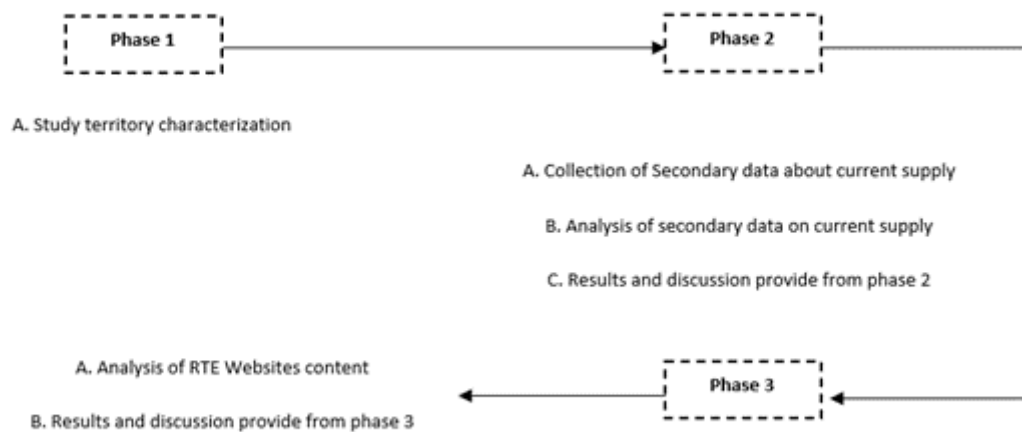 Phase 1
Phase 2
A. Study territory characterization
A. Collection of Secondary data about current supply
B. Analysis of secondary data on current supply
C. Results and discussion provide from phase 2
Phase 3
A. Analysis of RTE Websites content
B. Results and discussion provide from phase 3